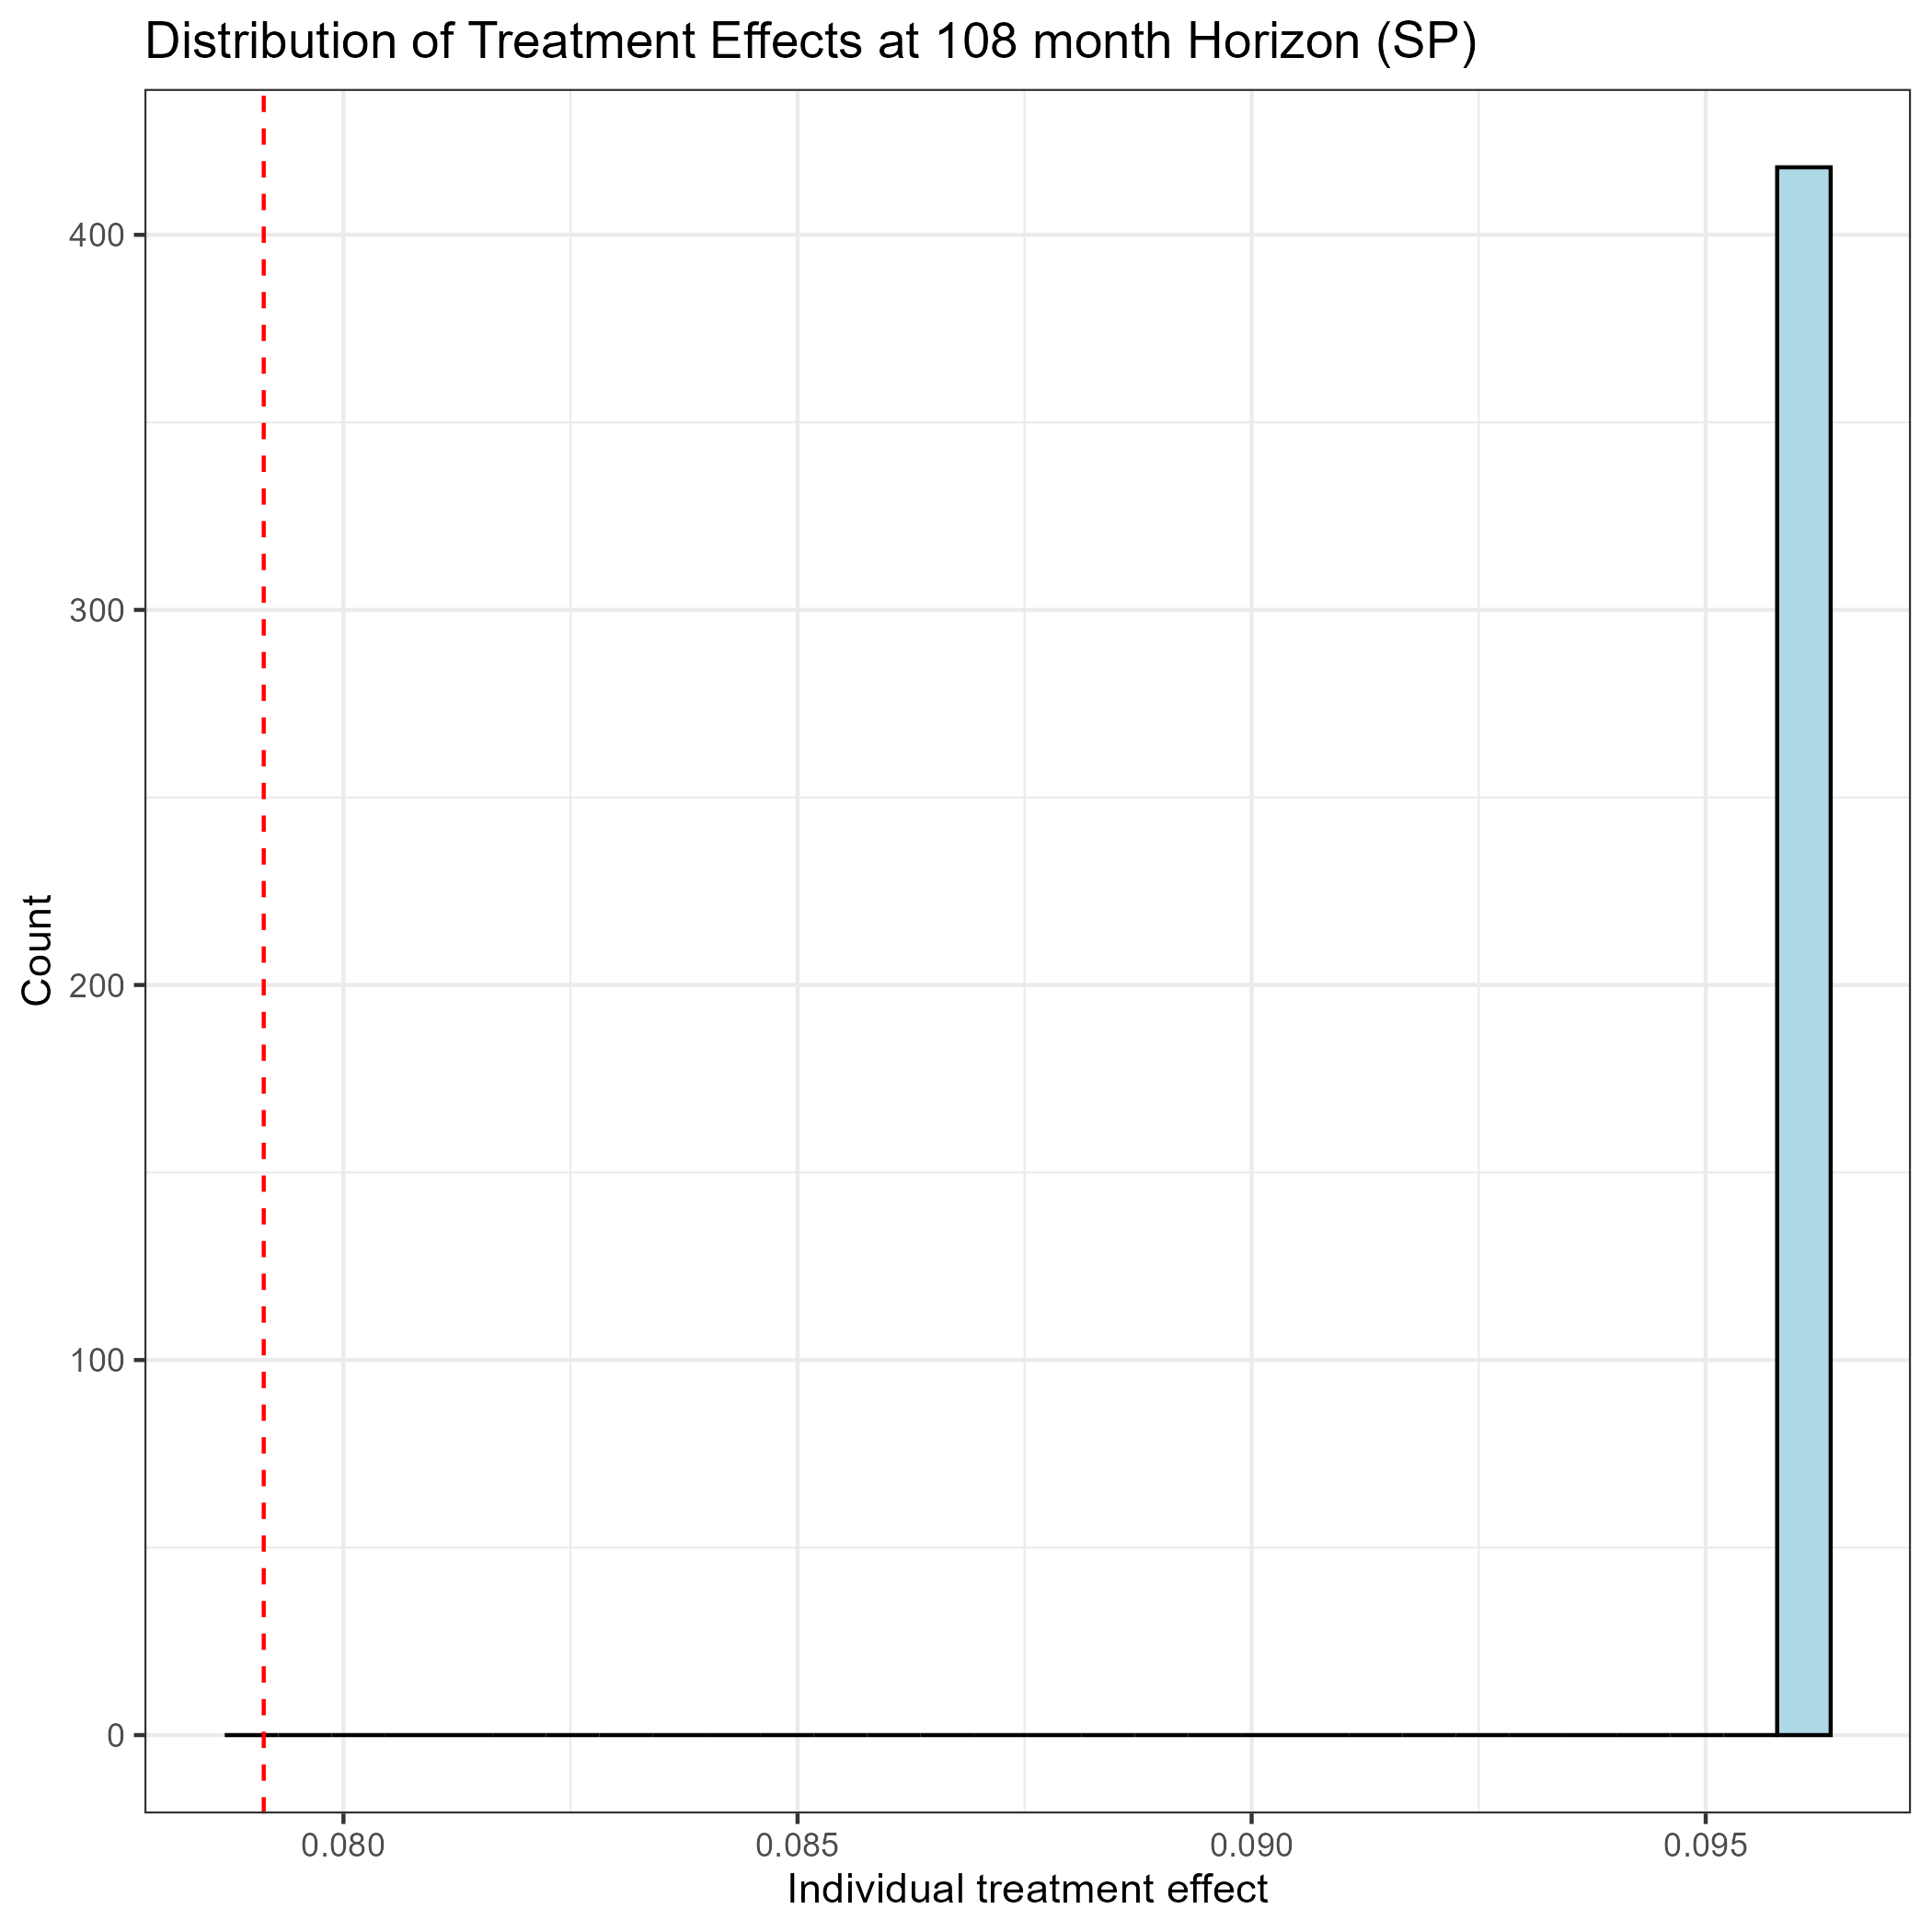 Distribution of Treatment Effects at 108 month Horizon (SP)
Count
400
300
200
100
0
0.080 0.085 0.090 0.095
Individual treatment effect